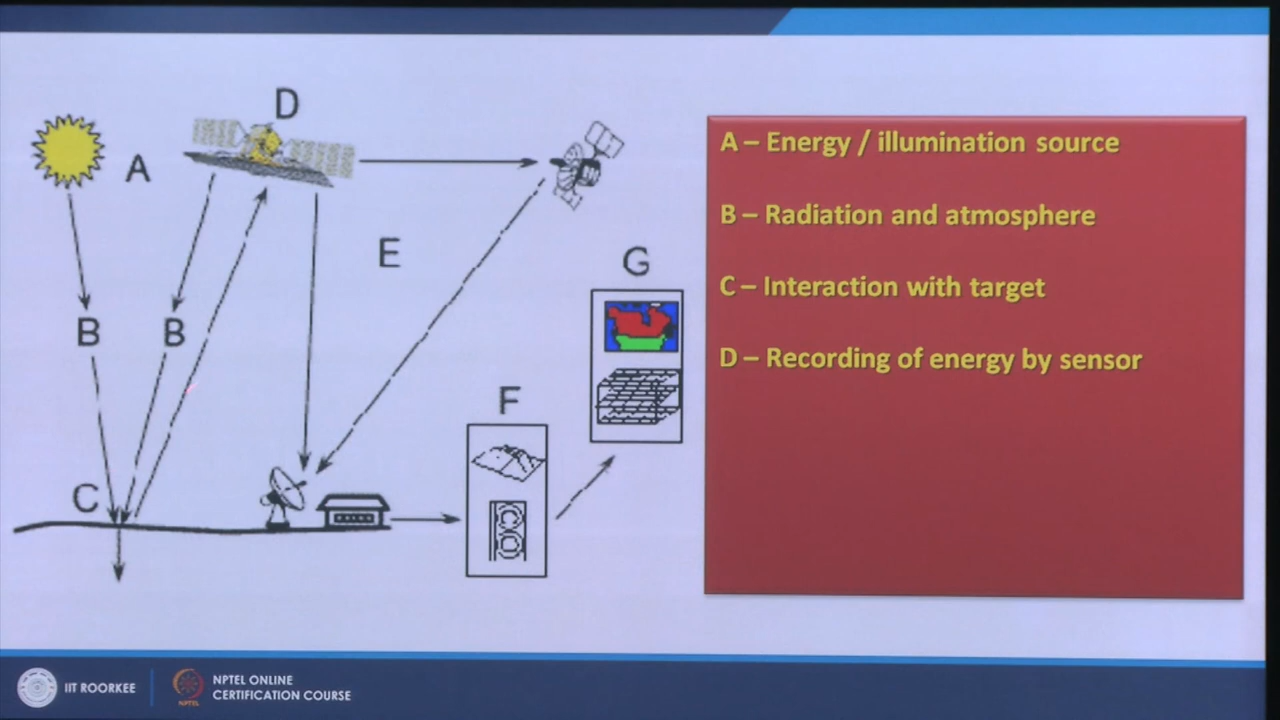 D
A
E
G
B
B
F
C
A – Energy / illumination source
B – Radiation and atmosphere
C – Interaction with target
D – Recording of energy by sensor
IIT ROORKEE
NPTEL
NPTEL ONLINE
CERTIFICATION COURSE